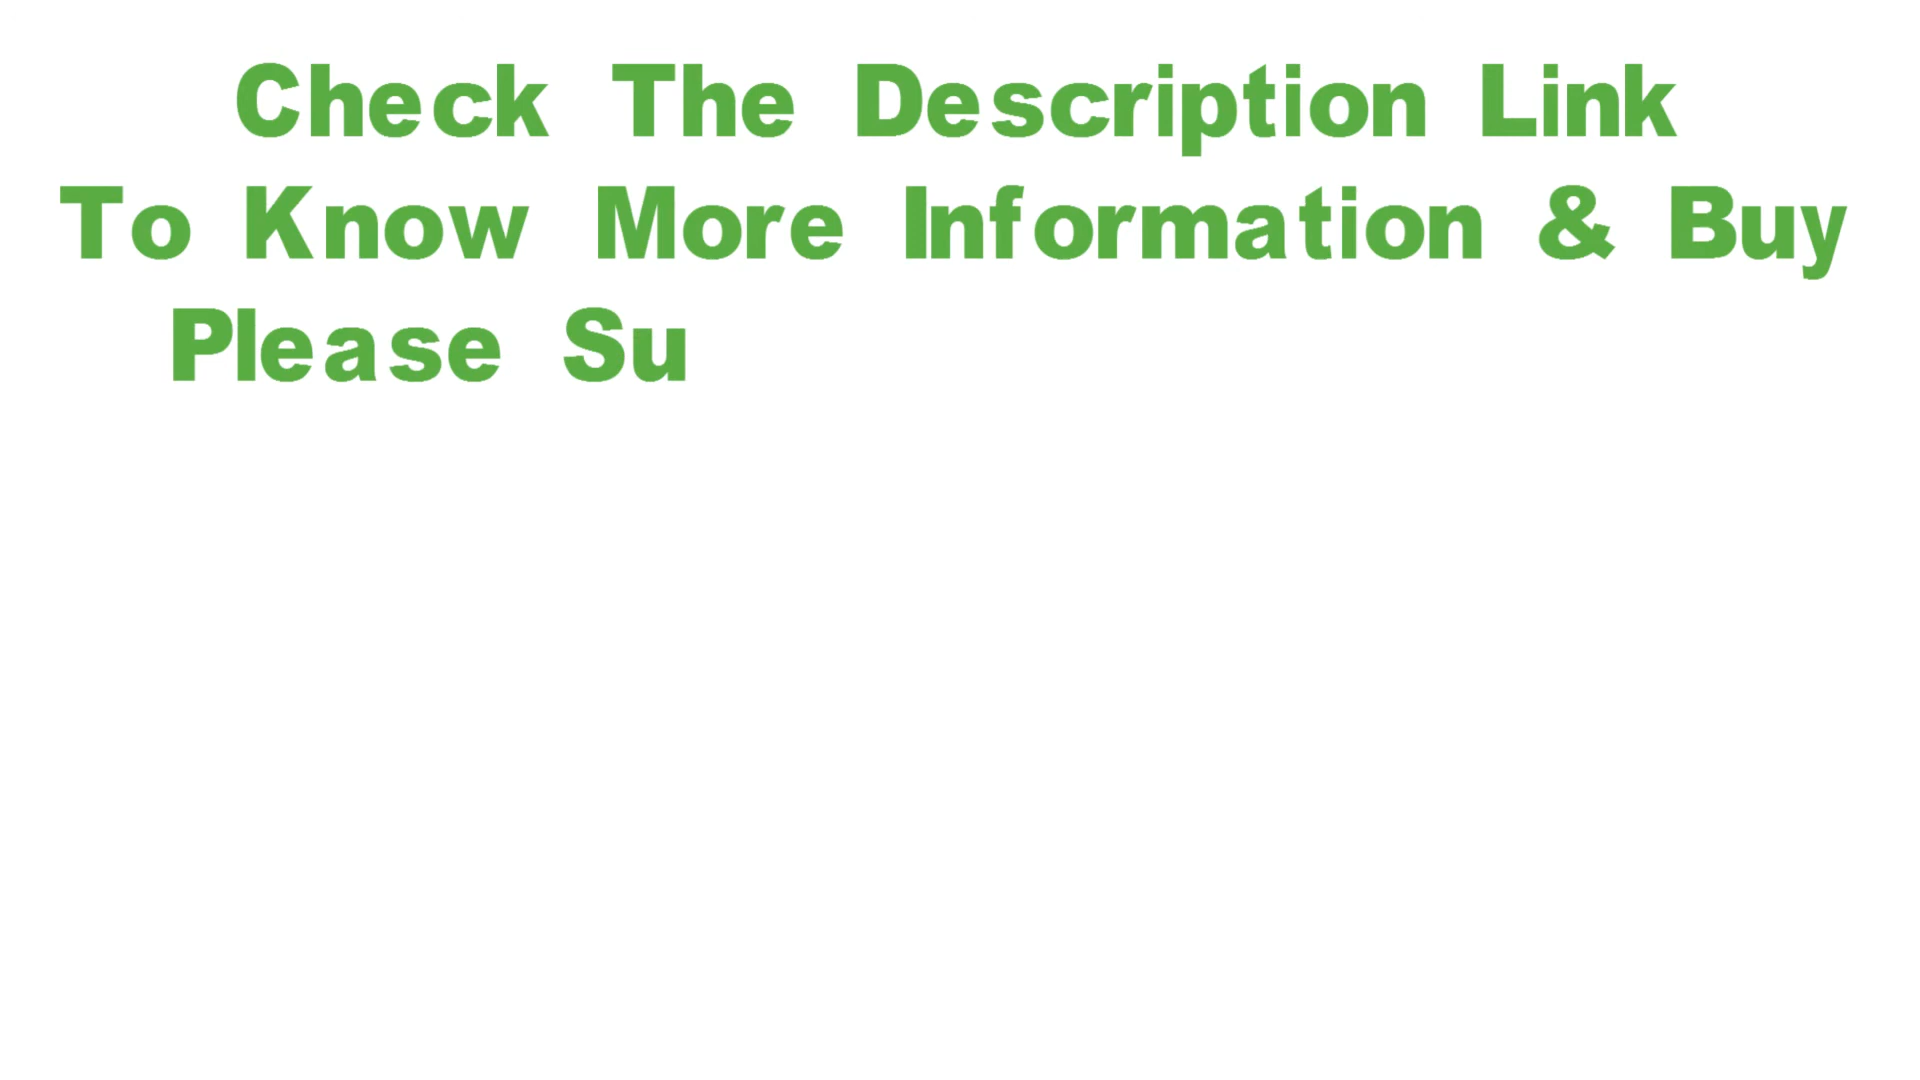 Check The Description Link
To Know More Information & Buy
Please Su